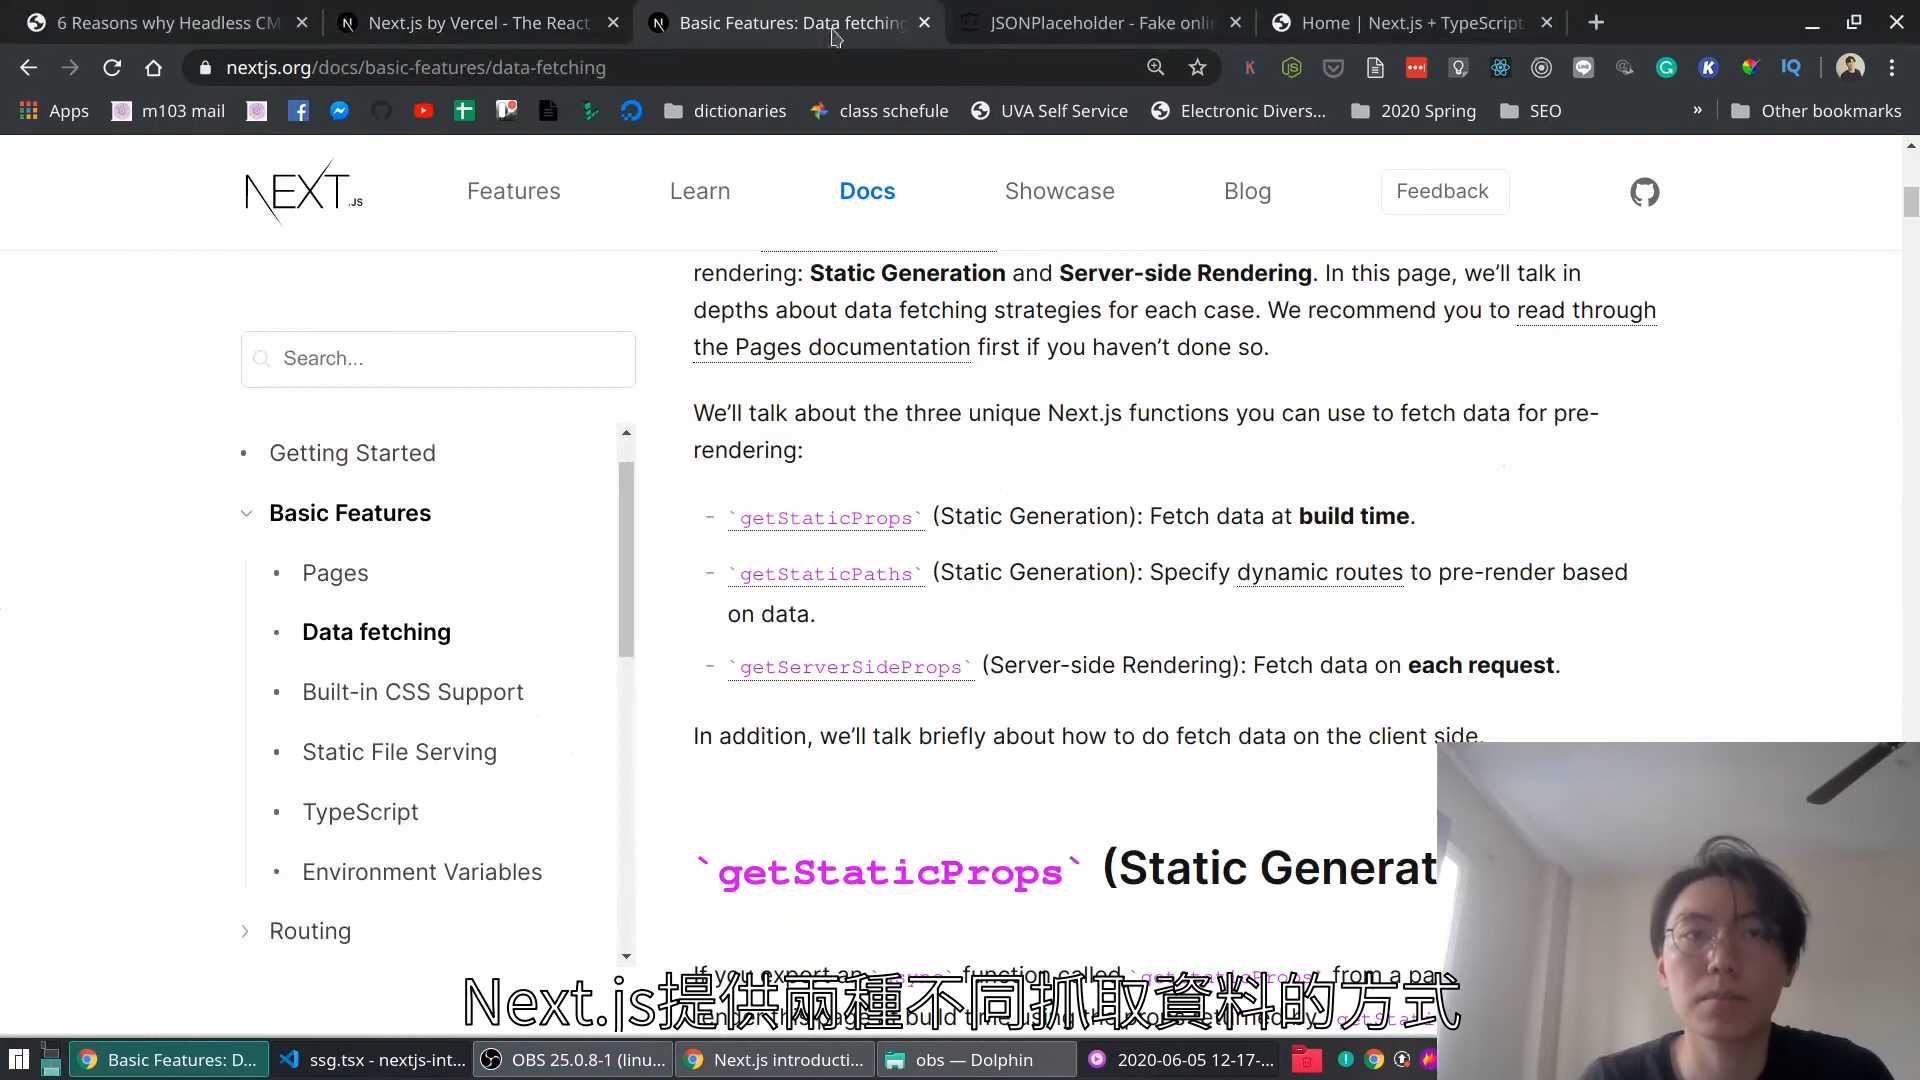 6 Reasons why Headless CM
Next.js by Vercel - The React
Basic Features: Data fetching
JSONPlaceholder - Fake onli
Home | Next.js + TypeScript
nextjs.org/docs/basic-features/data-fetching
Apps
m103 mail
dictionaries
class schefule
UVA Self Service
Electronic Divers...
2020 Spring
SEO
»
Other bookmarks
NEXT.JS
Features
Learn
Docs
Showcase
Blog
Feedback
Search...
• Getting Started
Basic Features
• Pages
• Data fetching
• Built-in CSS Support
• Static File Serving
• TypeScript
• Environment Variables
Routing
rendering: Static Generation and Server-side Rendering. In this page, we’ll talk in
depths about data fetching strategies for each case. We recommend you to read through
the Pages documentation first if you haven’t done so.
We’ll talk about the three unique Next.js functions you can use to fetch data for pre-
rendering:
- `getStaticProps` (Static Generation): Fetch data at build time.
- `getStaticPaths` (Static Generation): Specify dynamic routes to pre-render based
on data.
- `getServerSideProps` (Server-side Rendering): Fetch data on each request.
In addition, we’ll talk briefly about how to do fetch data on the client side.
`getStaticProps` (Static Generat
If you export an `async` function called `getStaticProps` from a pa
Next.js提供兩種不同抓取資料的方式
Basic Features: D...
ssg.tsx - nextjs-int...
OBS 25.0.8-1 (linu...
Next.js introducti...
obs — Dolphin
2020-06-05 12-17-...